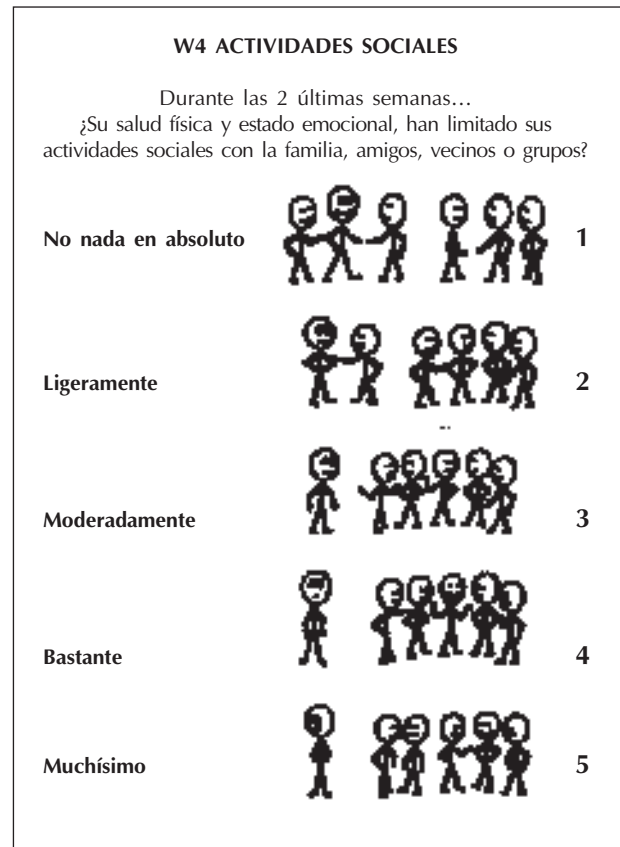 W4 ACTIVIDADES SOCIALES
Durante las 2 últimas semanas…
¿Su salud física y estado emocional, han limitado sus
actividades sociales con la familia, amigos, vecinos o grupos?
No nada en absoluto 1
Ligeramente 2
Moderadamente 3
Bastante 4
Muchísimo 5